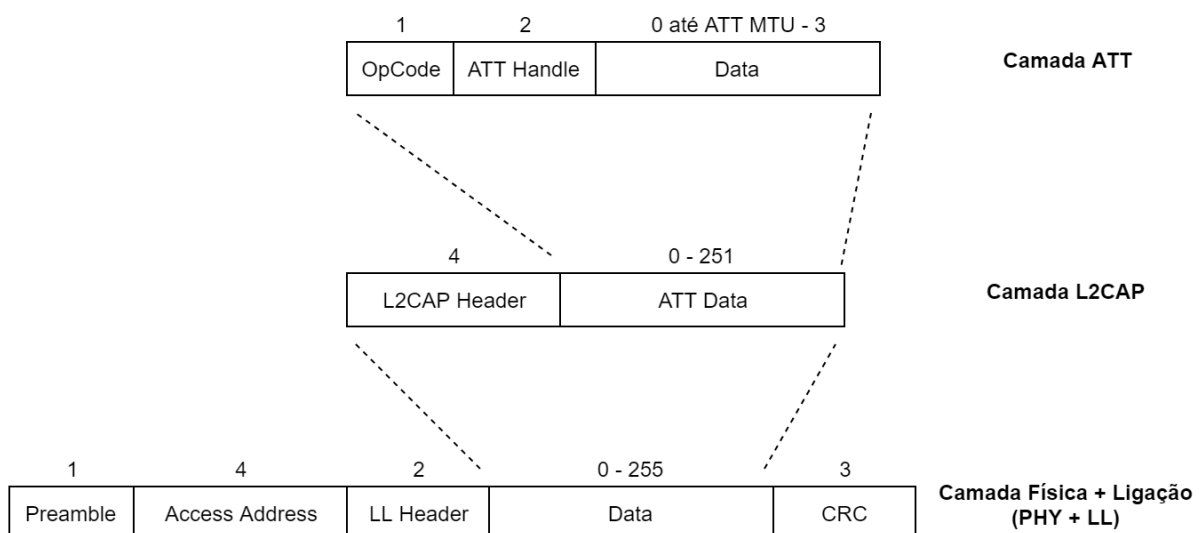 1 2 0 até ATT MTU - 3
OpCode ATT Handle Data Camada ATT
4 0 - 251
L2CAP Header ATT Data Camada L2CAP
1 4 2 0 - 255 3
Preamble Access Address LL Header Data CRC Camada Física + Ligação
(PHY + LL)